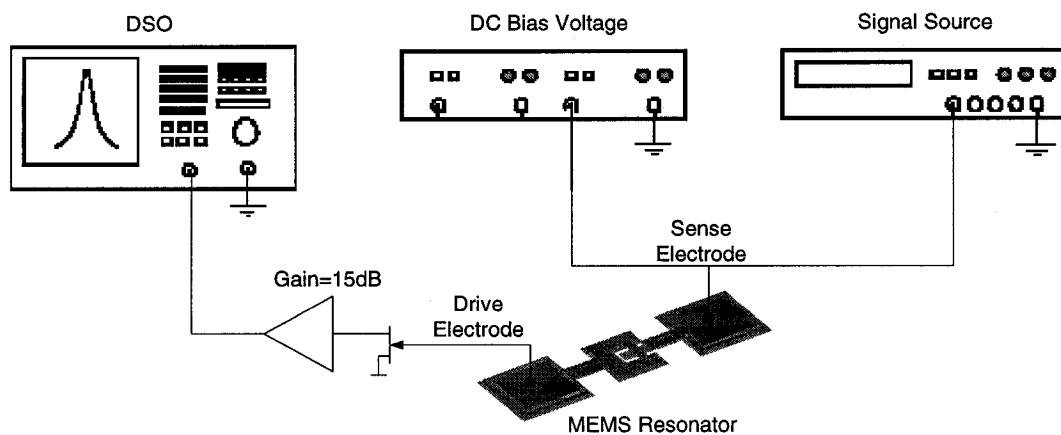 DSO
DC Bias Voltage
Signal Source
Sense
Electrode
Gain=15dB
Drive
Electrode
MEMS Resonator